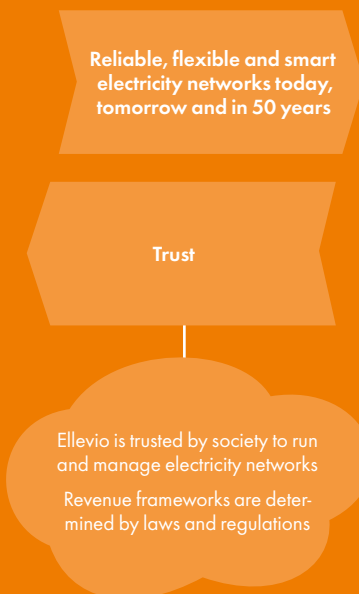 Reliable, flexible and smart
electricity networks today,
tomorrow and in 50 years
Trust
Ellevio is trusted by society to run
and manage electricity networks
Revenue frameworks are deter-
mined by laws and regulations